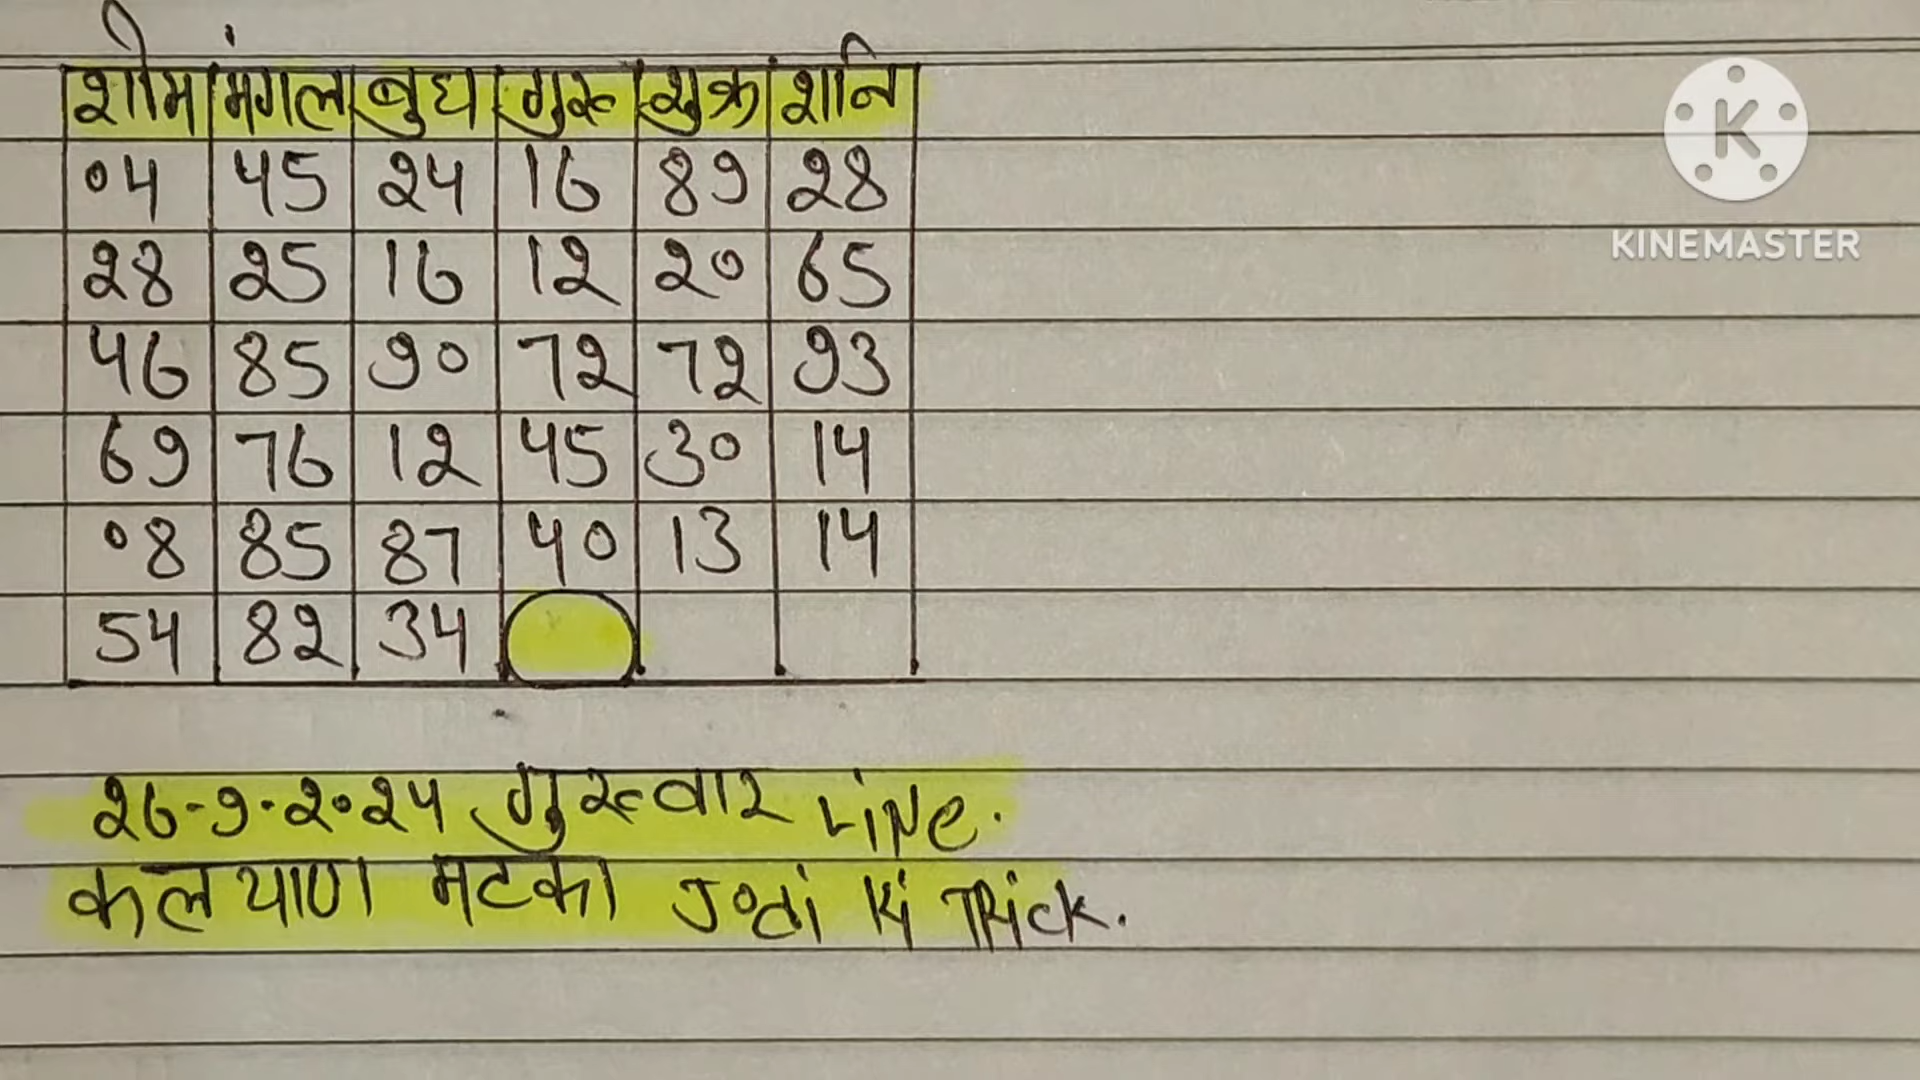 शोम मंगल बुध गुरु शुक्र शनि
04 45 24 16 89 28
28 25 16 12 20 65
46 85 90 72 72 93
69 76 12 45 30 14
08 85 87 40 13 14
54 82 34
26-9-2024 गुरुवार LiNe.
कलयाण मटका Jodi Ki TRick.
K
KINEMASTER